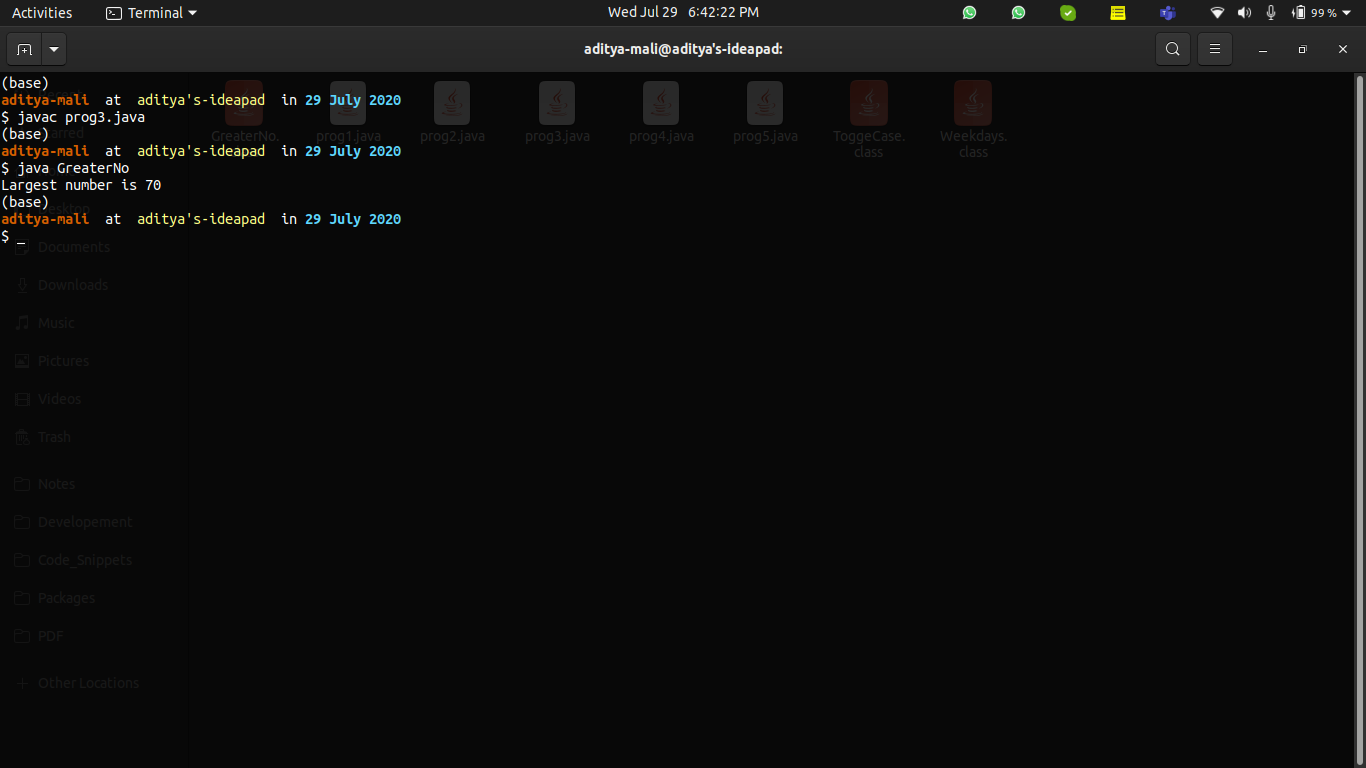 Activities Terminal Wed Jul 29 6:42:22 PM 99 %
aditya-mali@aditya's-ideapad:
(base)
aditya-mali at aditya's-ideapad in 29 July 2020
$ javac prog3.java
(base)
aditya-mali at aditya's-ideapad in 29 July 2020
$ java GreaterNo
Largest number is 70
(base)
aditya-mali at aditya's-ideapad in 29 July 2020
$ _
GreaterNo. prog1.java prog2.java prog3.java prog4.java prog5.java ToggeCase.class Weekdays.class
Desktop
Documents
Downloads
Music
Pictures
Videos
Trash
Notes
Developement
Code_Snippets
Packages
PDF
Other Locations